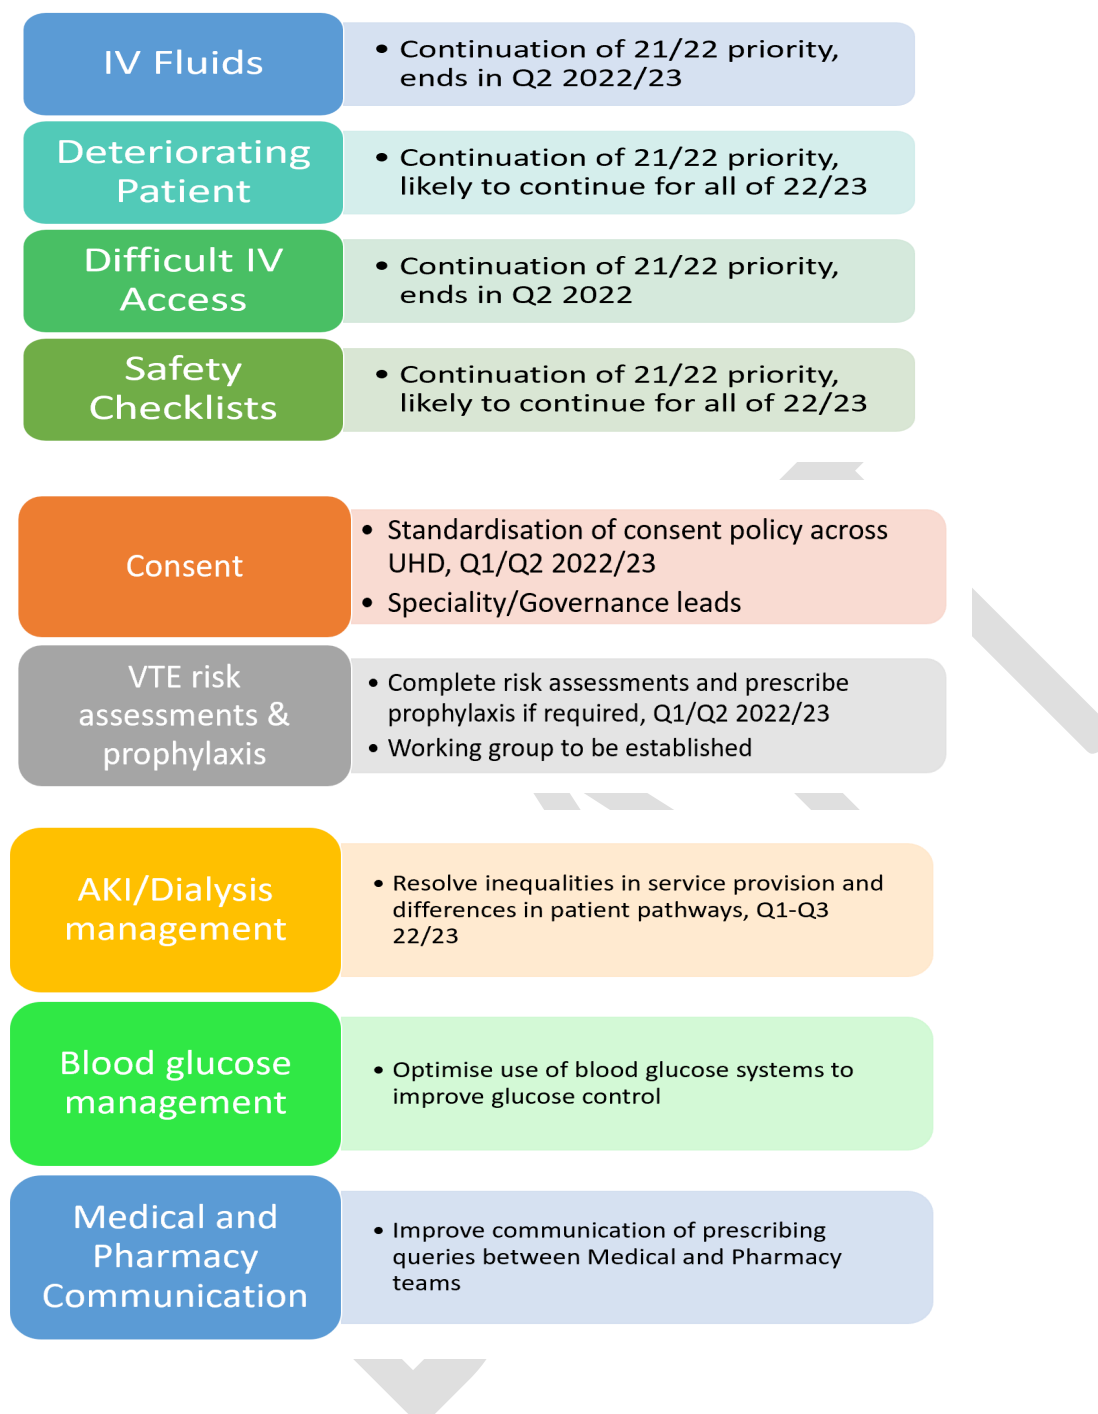 IV Fluids
• Continuation of 21/22 priority,
ends in Q2 2022/23
Deteriorating
Patient
• Continuation of 21/22 priority,
likely to continue for all of 22/23
Difficult IV
Access
• Continuation of 21/22 priority,
ends in Q2 2022
Safety
Checklists
• Continuation of 21/22 priority,
likely to continue for all of 22/23
Consent
• Standardisation of consent policy across
UHD, Q1/Q2 2022/23
• Speciality/Governance leads
VTE risk
assessments &
prophylaxis
• Complete risk assessments and prescribe
prophylaxis if required, Q1/Q2 2022/23
• Working group to be established
AKI/Dialysis
management
• Resolve inequalities in service provision and
differences in patient pathways, Q1-Q3
22/23
Blood glucose
management
• Optimise use of blood glucose systems to
improve glucose control
Medical and
Pharmacy
Communication
• Improve communication of prescribing
queries between Medical and Pharmacy
teams